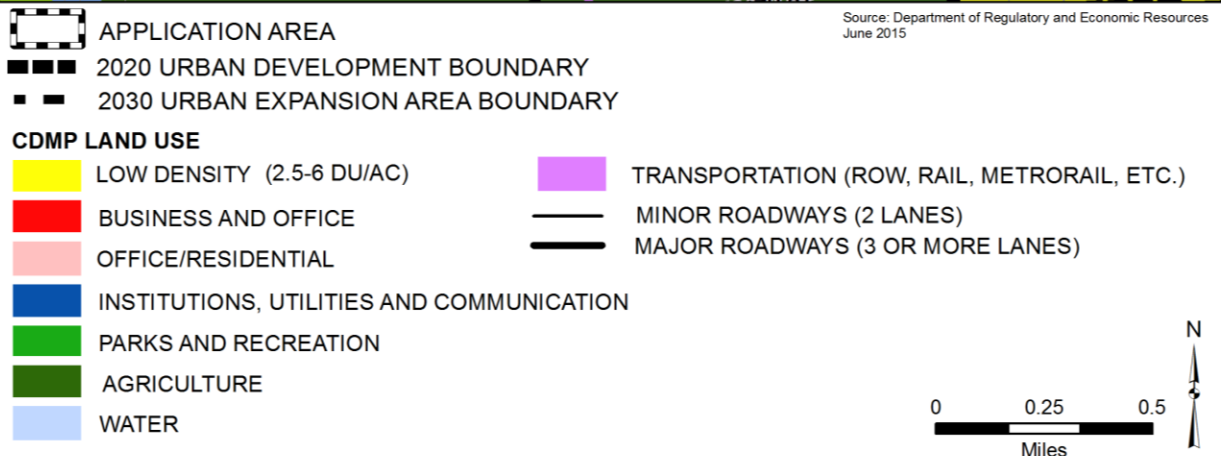 APPLICATION AREA
Source: Department of Regulatory and Economic Resources
June 2015
2020 URBAN DEVELOPMENT BOUNDARY
2030 URBAN EXPANSION AREA BOUNDARY
CDMP LAND USE
LOW DENSITY (2.5-6 DU/AC)
BUSINESS AND OFFICE
OFFICE/RESIDENTIAL
INSTITUTIONS, UTILITIES AND COMMUNICATION
PARKS AND RECREATION
AGRICULTURE
WATER
TRANSPORTATION (ROW, RAIL, METRORAIL, ETC.)
MINOR ROADWAYS (2 LANES)
MAJOR ROADWAYS (3 OR MORE LANES)
N
0 0.25 0.5
Miles